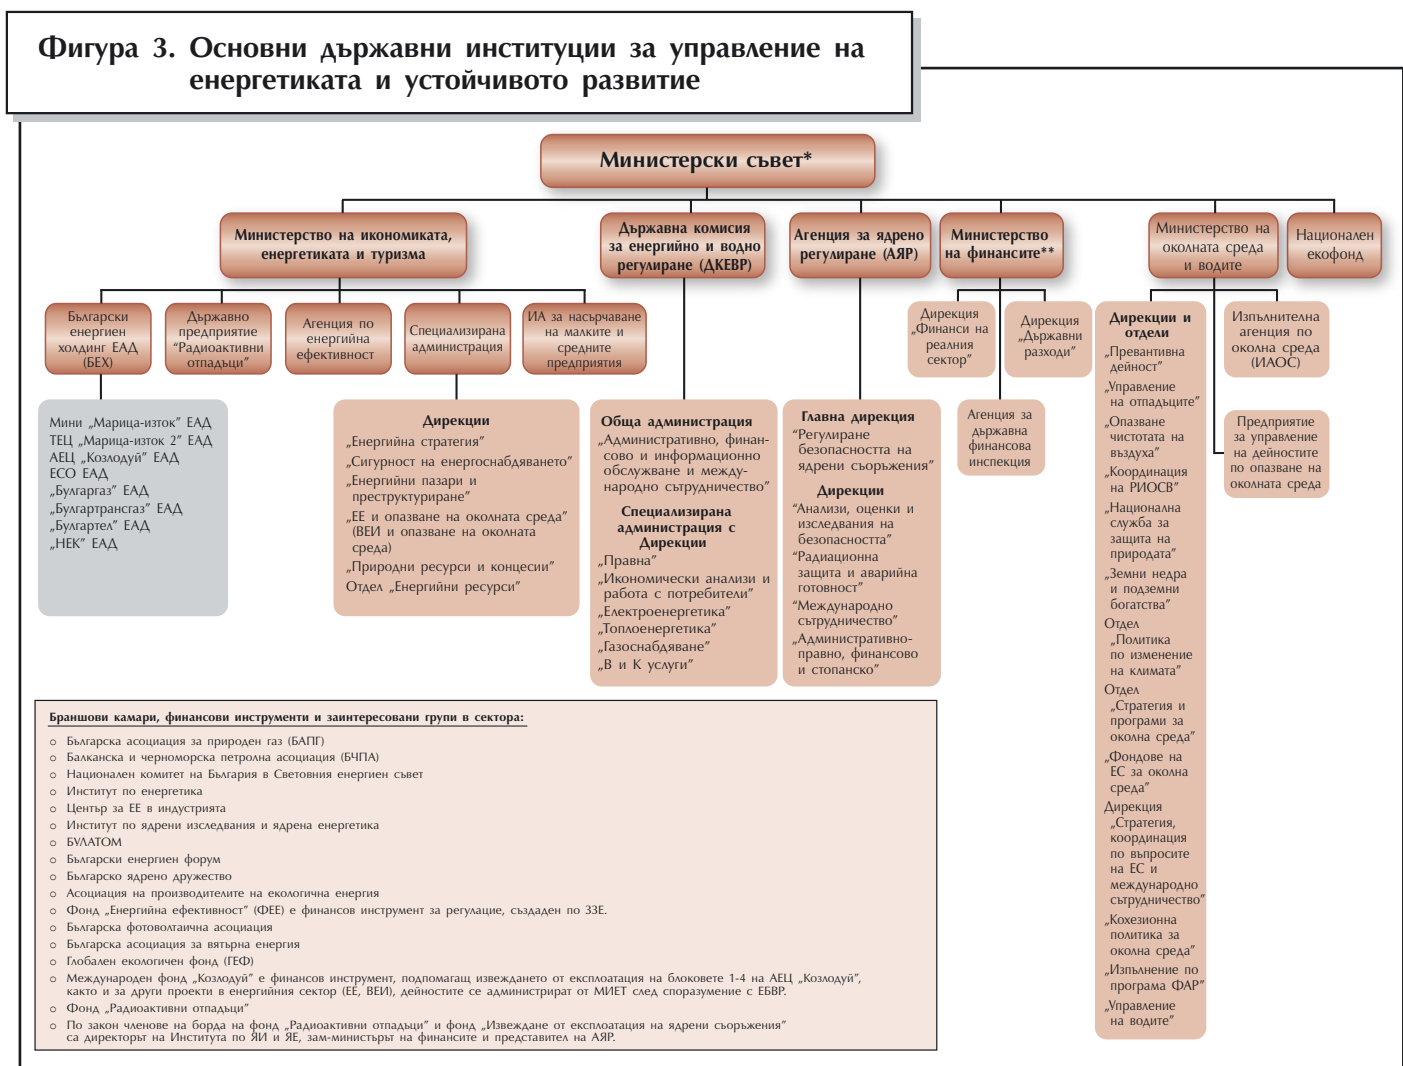 Фигура 3. Основни държавни институции за управление на
енергетиката и устойчивото развитие
Министерски съвет*
Министерство на икономиката,
енергетиката и туризма
Държавна комисия
за енергийно и водно
регулиране (ДКЕВР)
Агенция за ядрено
регулиране (АЯР)
Министерство
на финансите**
Министерство на
околната среда
и водите
Национален
екофонд
Български
енергиен
холдинг ЕАД
(БЕХ)
Държавно
предприятие
“Радиоактивни
отпадъци”
Агенция по
енергийна
ефективност
Специализирана
администрация
ИА за насърчаване
на малките и
средните
предприятия
Дирекция
„Финанси на
реалния
сектор”
Дирекция
„Държавни
разходи”
Агенция за
държавна
финансова
инспекция
Изпълнителна
агенция по
околна среда
(ИАОС)
Предприятие
за управление
на дейностите
по опазване на
околната среда
Мини „Марица-изток” ЕАД
ТЕЦ „Марица-изток 2” ЕАД
АЕЦ „Козлодуй” ЕАД
ЕСО ЕАД
„Булгаргаз” ЕАД
„Булгартрансгаз” ЕАД
„Булгартел” ЕАД
„НЕК” ЕАД
Дирекции
„Енергийна стратегия”
„Сигурност на енергоснабдяването”
„Енергийни пазари и
преструктуриране”
„ЕЕ и опазване на околната среда”
(ВЕИ и опазване на околната
среда)
„Природни ресурси и концесии”
Отдел „Енергийни ресурси”
Обща администрация
„Административно, финан-
сово и информационно
обслужване и между-
народно сътрудничество”
Специализирана
администрация с
Дирекции
„Правна”
„Икономически анализи и
работа с потребители”
„Електроенергетика”
„Топлоенергетика”
„Газоснабдяване”
„В и К услуги”
Главна дирекция
“Регулиране
безопасността на
ядрени съоръжения”
Дирекции
“Анализи, оценки и
изследвания на
безопасността”
“Радиационна
защита и аварийна
готовност”
“Международно
сътрудничество”
„Административно-
правно, финансово
и стопанско”
Дирекции и
отдели
„Превантивна
дейност”
„Управление
на отпадъците”
„Опазване
чистотата на
въздуха”
„Координация
на РИОСВ”
„Национална
служба за
защита на
природата”
„Земни недра
и подземни
богатства”
Отдел
„Политика
по изменение
на климата”
Отдел
„Стратегия и
програми за
околна среда”
„Фондове на
ЕС за околна
среда”
Дирекция
„Стратегия,
координация
по въпросите
на ЕС и
международно
сътрудничество”
„Кохезионна
политика за
околна среда”
„Изпълнение по
програма ФАР”
„Управление
на водите”
Браншови камари, финансови инструменти и заинтересовани групи в сектора:
○ Българска асоциация за природен газ (БАПГ)
○ Балканска и черноморска петролна асоциация (БЧПА)
○ Национален комитет на България в Световния енергиен съвет
○ Институт по енергетика
○ Център за ЕЕ в индустрията
○ Институт по ядрени изследвания и ядрена енергетика
○ БУЛАТОМ
○ Български енергиен форум
○ Българско ядрено дружество
○ Асоциация на производителите на екологична енергия
○ Фонд „Енергийна ефективност” (ФЕЕ) е финансов инструмент за регулация, създаден по ЗЗЕ.
○ Българска фотоволтаична асоциация
○ Българска асоциация за вятърна енергия
○ Глобален екологичен фонд (ГЕФ)
○ Международен фонд „Козлодуй” е финансов инструмент, подпомагащ извеждането от експлоатация на блоковете 1-4 на АЕЦ „Козлодуй”,
както и за други проекти в енергийния сектор (ЕЕ, ВЕИ), дейностите се администрират от МИЕТ след споразумение с ЕБВР.
○ Фонд „Радиоактивни отпадъци”
○ По закон членове на борда на фонд „Радиоактивни отпадъци” и фонд „Извеждане от експлоатация на ядрени съоръжения”
са директорът на Института по ЯИ и ЯЕ, зам-министърът на финансите и представител на АЯР.